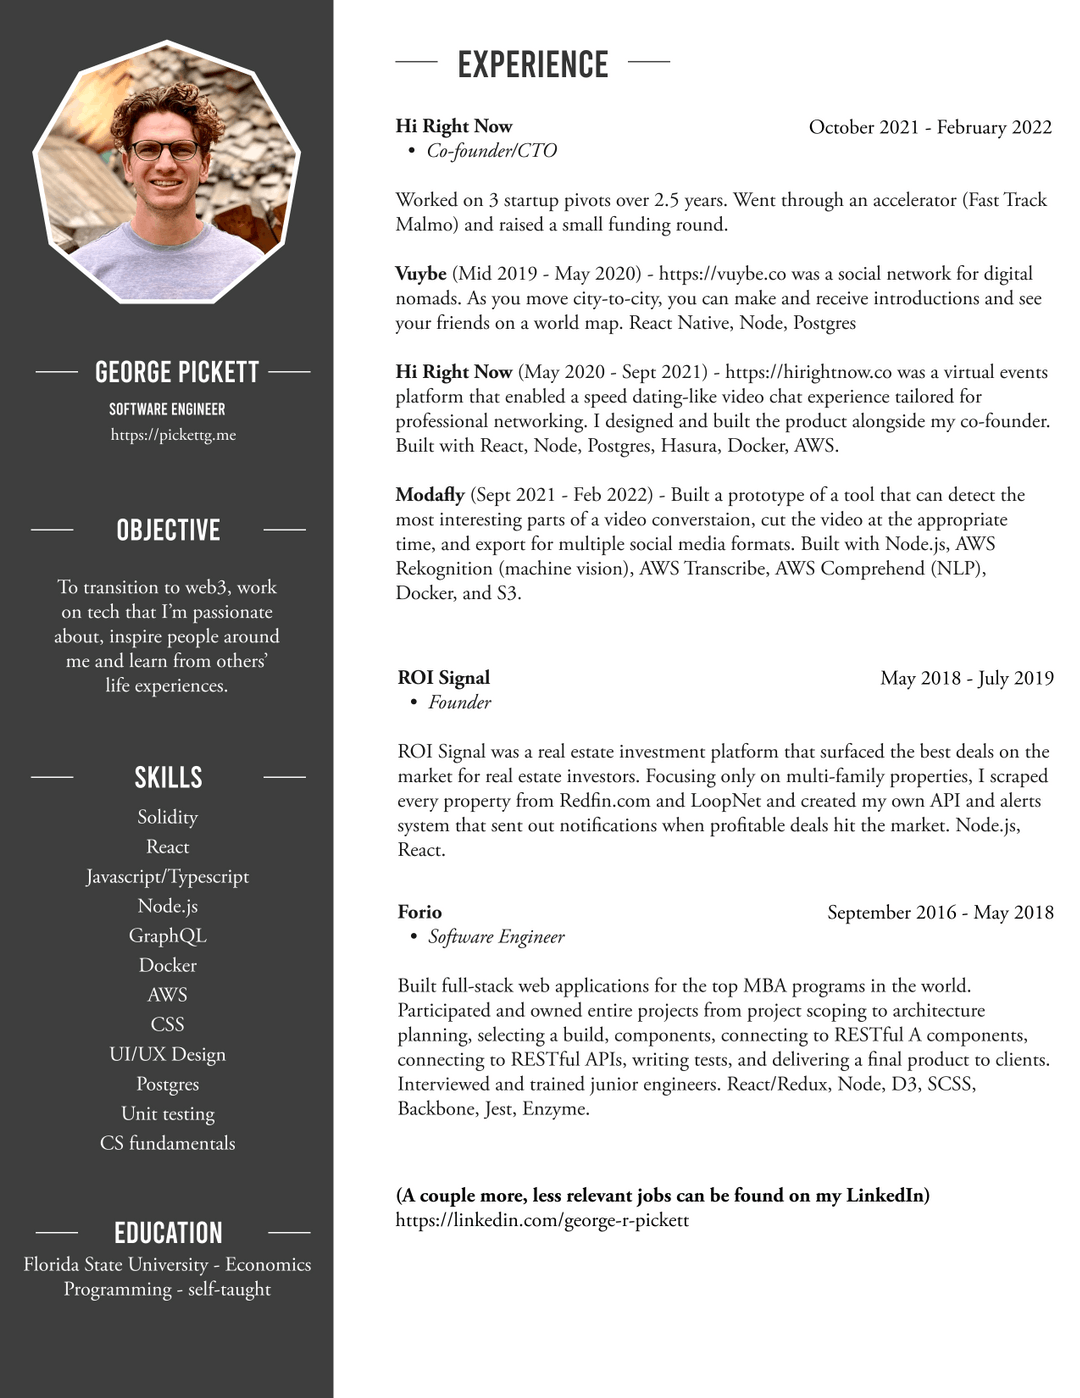 GEORGE PICKETT
SOFTWARE ENGINEER
https://pickettg.me
OBJECTIVE
To transition to web3, work
on tech that I’m passionate
about, inspire people around
me and learn from others’
life experiences.
SKILLS
Solidity
React
Javascript/Typescript
Node.js
GraphQL
Docker
AWS
CSS
UI/UX Design
Postgres
Unit testing
CS fundamentals
EDUCATION
Florida State University - Economics
Programming - self-taught
EXPERIENCE
Hi Right Now October 2021 - February 2022
• Co-founder/CTO
Worked on 3 startup pivots over 2.5 years. Went through an accelerator (Fast Track
Malmo) and raised a small funding round.
Vuybe (Mid 2019 - May 2020) - https://vuybe.co was a social network for digital
nomads. As you move city-to-city, you can make and receive introductions and see
your friends on a world map. React Native, Node, Postgres
Hi Right Now (May 2020 - Sept 2021) - https://hirightnow.co was a virtual events
platform that enabled a speed dating-like video chat experience tailored for
professional networking. I designed and built the product alongside my co-founder.
Built with React, Node, Postgres, Hasura, Docker, AWS.
Modafly (Sept 2021 - Feb 2022) - Built a prototype of a tool that can detect the
most interesting parts of a video converstaion, cut the video at the appropriate
time, and export for multiple social media formats. Built with Node.js, AWS
Rekognition (machine vision), AWS Transcribe, AWS Comprehend (NLP),
Docker, and S3.
ROI Signal May 2018 - July 2019
• Founder
ROI Signal was a real estate investment platform that surfaced the best deals on the
market for real estate investors. Focusing only on multi-family properties, I scraped
every property from Redfin.com and LoopNet and created my own API and alerts
system that sent out notifications when profitable deals hit the market. Node.js,
React.
Forio September 2016 - May 2018
• Software Engineer
Built full-stack web applications for the top MBA programs in the world.
Participated and owned entire projects from project scoping to architecture
planning, selecting a build, components, connecting to RESTful A components,
connecting to RESTful APIs, writing tests, and delivering a final product to clients.
Interviewed and trained junior engineers. React/Redux, Node, D3, SCSS,
Backbone, Jest, Enzyme.
(A couple more, less relevant jobs can be found on my LinkedIn)
https://linkedin.com/george-r-pickett